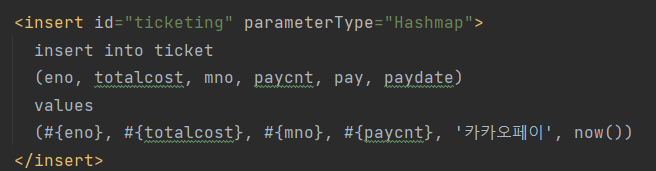 <insert id="ticketing" parameterType="Hashmap">
insert into ticket
(eno, totalcost, mno, paycnt, pay, paydate)
values
(#{eno}, #{totalcost}, #{mno}, #{paycnt}, '카카오페이', now())
</insert>